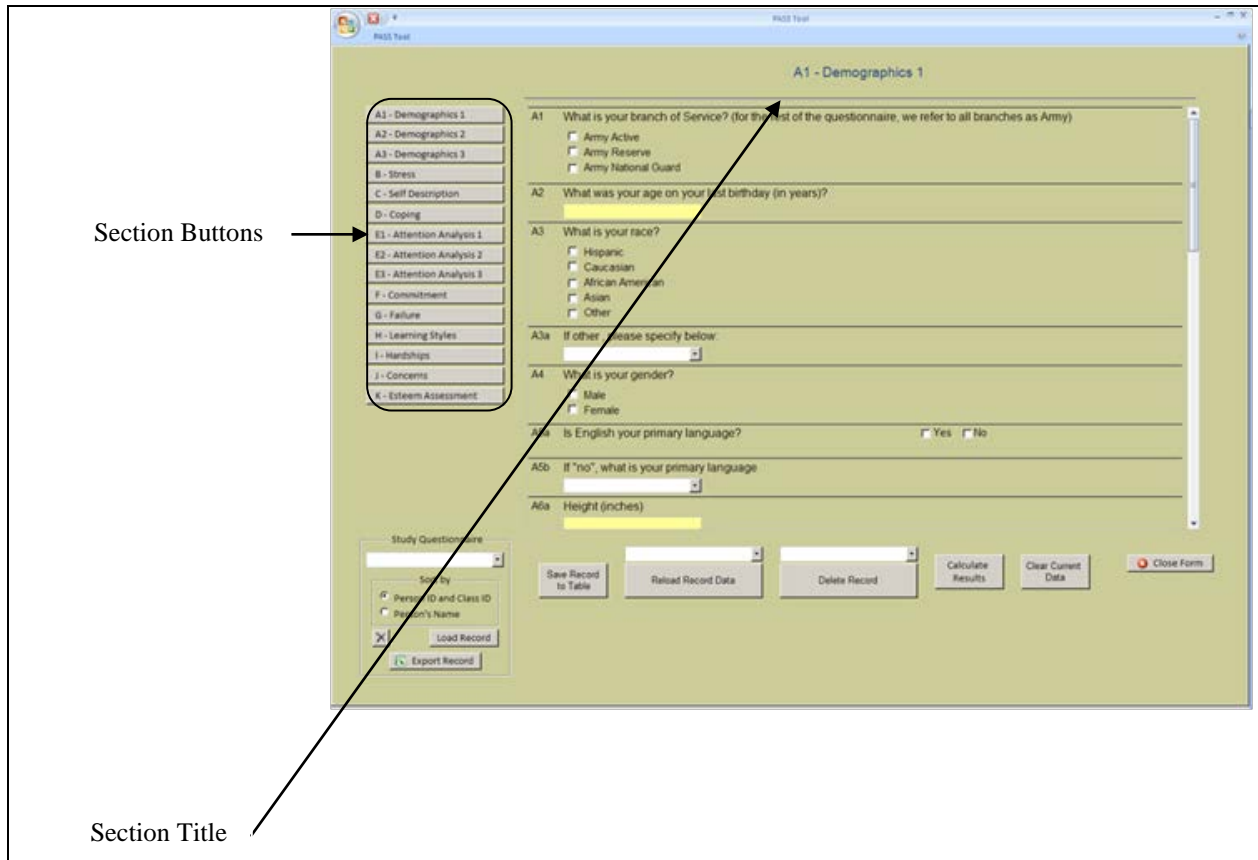 PASS Tool
PASS Tool
A1 - Demographics 1
A1 - Demographics 1
A2 - Demographics 2
A3 - Demographics 3
B - Stress
C - Self Description
D - Coping
E1 - Attention Analysis 1
E2 - Attention Analysis 2
E3 - Attention Analysis 3
F - Commitment
G - Failure
H - Learning Styles
I - Hardships
J - Concerns
K - Esteem Assessment
Section Buttons
A1 What is your branch of Service? (for the rest of the questionnaire, we refer to all branches as Army)
Army Active
Army Reserve
Army National Guard
A2 What was your age on your last birthday (in years)?
A3 What is your race?
Hispanic
Caucasian
African American
Asian
Other
A3a If other, please specify below:
A4 What is your gender?
Male
Female
A5a Is English your primary language? Yes No
A5b If "no", what is your primary language
A6a Height (inches)
Study Questionnaire
Sort by
Person ID and Class ID
Person's Name
Load Record
Export Record
Save Record
to Table
Reload Record Data
Delete Record
Calculate
Results
Clear Current
Data
Close Form
Section Title